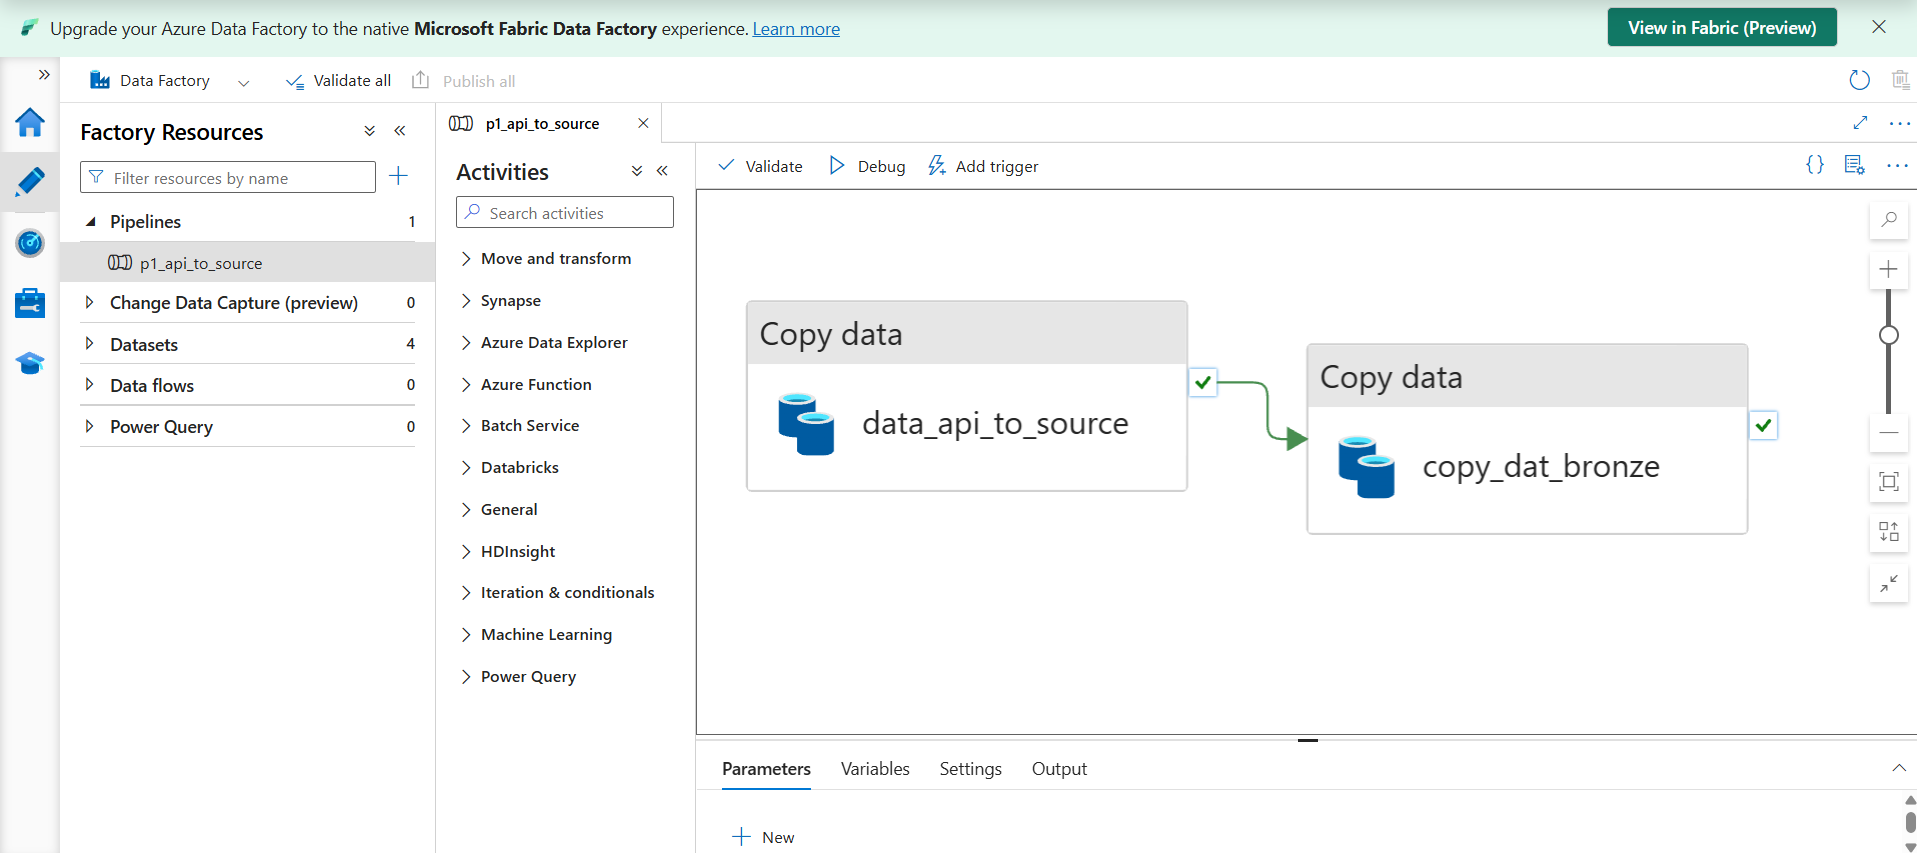 Upgrade your Azure Data Factory to the native Microsoft Fabric Data Factory experience. Learn more
View in Fabric (Preview)
Data Factory
Validate all
Publish all
Factory Resources
Filter resources by name
Pipelines 1
p1_api_to_source
Change Data Capture (preview) 0
Datasets 4
Data flows 0
Power Query 0
p1_api_to_source
Activities
Search activities
Move and transform
Synapse
Azure Data Explorer
Azure Function
Batch Service
Databricks
General
HDInsight
Iteration & conditionals
Machine Learning
Power Query
Validate
Debug
Add trigger
Copy data
data_api_to_source
Copy data
copy_dat_bronze
Parameters
Variables
Settings
Output
New